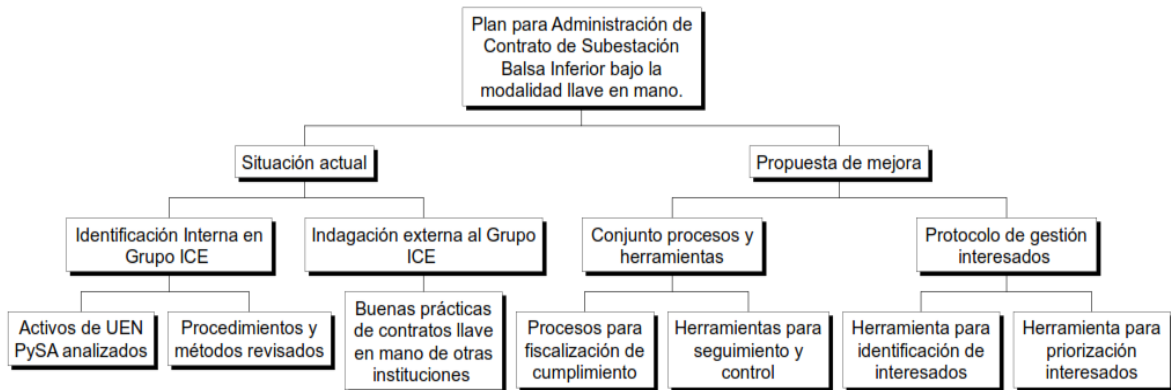 Plan para Administración de
Contrato de Subestación
Balsa Inferior bajo la
modalidad llave en mano.
Situación actual
Propuesta de mejora
Identificación Interna en
Grupo ICE
Indagación externa al Grupo
ICE
Conjunto procesos y
herramientas
Protocolo de gestión
interesados
Activos de UEN
PySA analizados
Procedimientos y
métodos revisados
Buenas prácticas
de contratos llave
en mano de otras
instituciones
Procesos para
fiscalización de
cumplimiento
Herramientas para
seguimiento y
control
Herramienta para
identificación de
interesados
Herramienta para
priorización
interesados